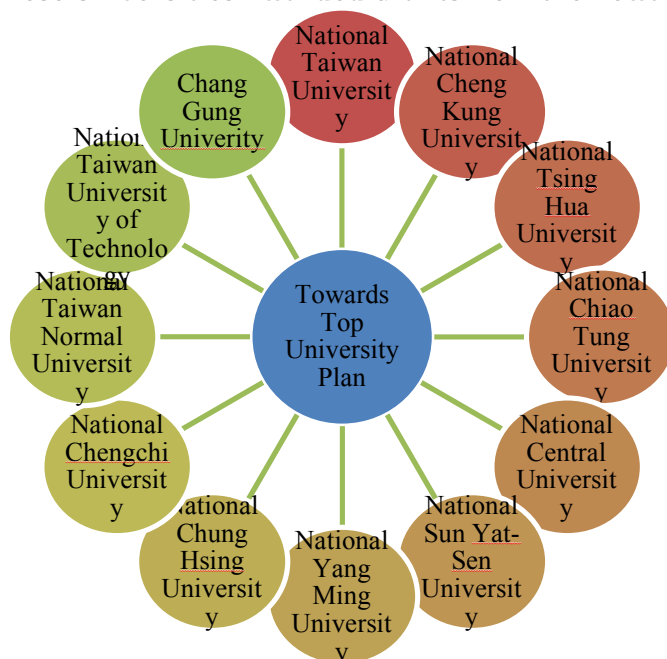 National
Taiwan
Universit
y
National
Cheng
Kung
Universit
y
National
Tsing
Hua
Universit
y
National
Chiao
Tung
Universit
y
National
Central
Universit
y
National
Sun Yat-
Sen
Universit
y
National
Yang
Ming
Universit
y
National
Chung
Hsing
Universit
y
National
Chengchi
Universit
y
National
Taiwan
Normal
Universit
y
National
Taiwan
Universit
y of
Technolo
gy
Chang
Gung
Univerity
Towards
Top
University
Plan